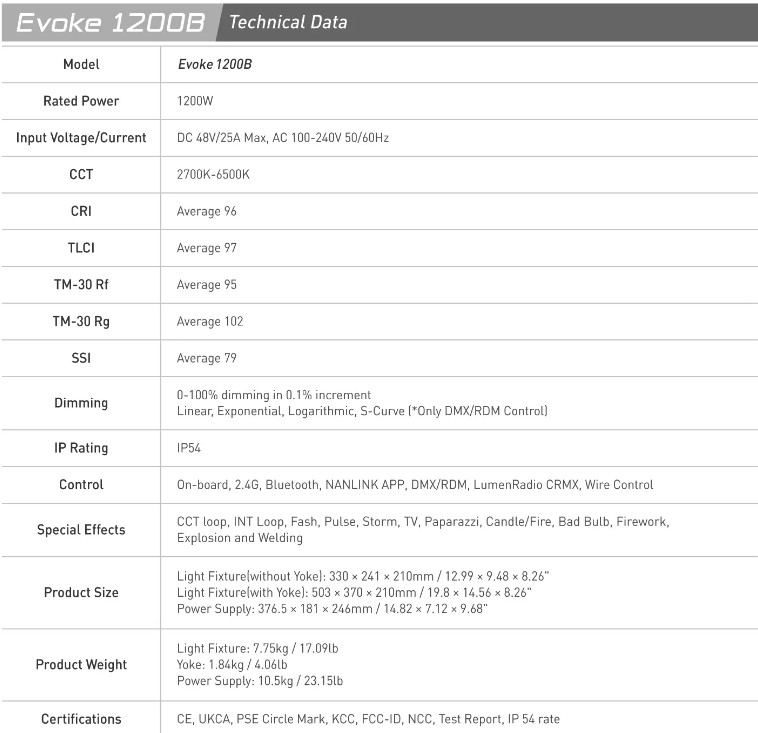 Evoke 1200B Technical Data
Model Evoke 1200B
Rated Power 1200W
Input Voltage/Current DC 48V/25A Max, AC 100-240V 50/60Hz
CCT 2700K-6500K
CRI Average 96
TLCI Average 97
TM-30 Rf Average 95
TM-30 Rg Average 102
SSI Average 79
Dimming 0-100% dimming in 0.1% increment
Linear, Exponential, Logarithmic, S-Curve (*Only DMX/RDM Control)
IP Rating IP54
Control On-board, 2.4G, Bluetooth, NANLINK APP, DMX/RDM, LumenRadio CRMX, Wire Control
Special Effects CCT loop, INT Loop, Fash, Pulse, Storm, TV, Paparazzi, Candle/Fire, Bad Bulb, Firework,
Explosion and Welding
Product Size Light Fixture(without Yoke): 330 × 241 × 210mm / 12.99 × 9.48 × 8.26"
Light Fixture(with Yoke): 503 × 370 × 210mm / 19.8 × 14.56 × 8.26"
Power Supply: 376.5 × 181 × 246mm / 14.82 × 7.12 × 9.68"
Product Weight Light Fixture: 7.75kg / 17.09lb
Yoke: 1.84kg / 4.06lb
Power Supply: 10.5kg / 23.15lb
Certifications CE, UKCA, PSE Circle Mark, KCC, FCC-ID, NCC, Test Report, IP 54 rate